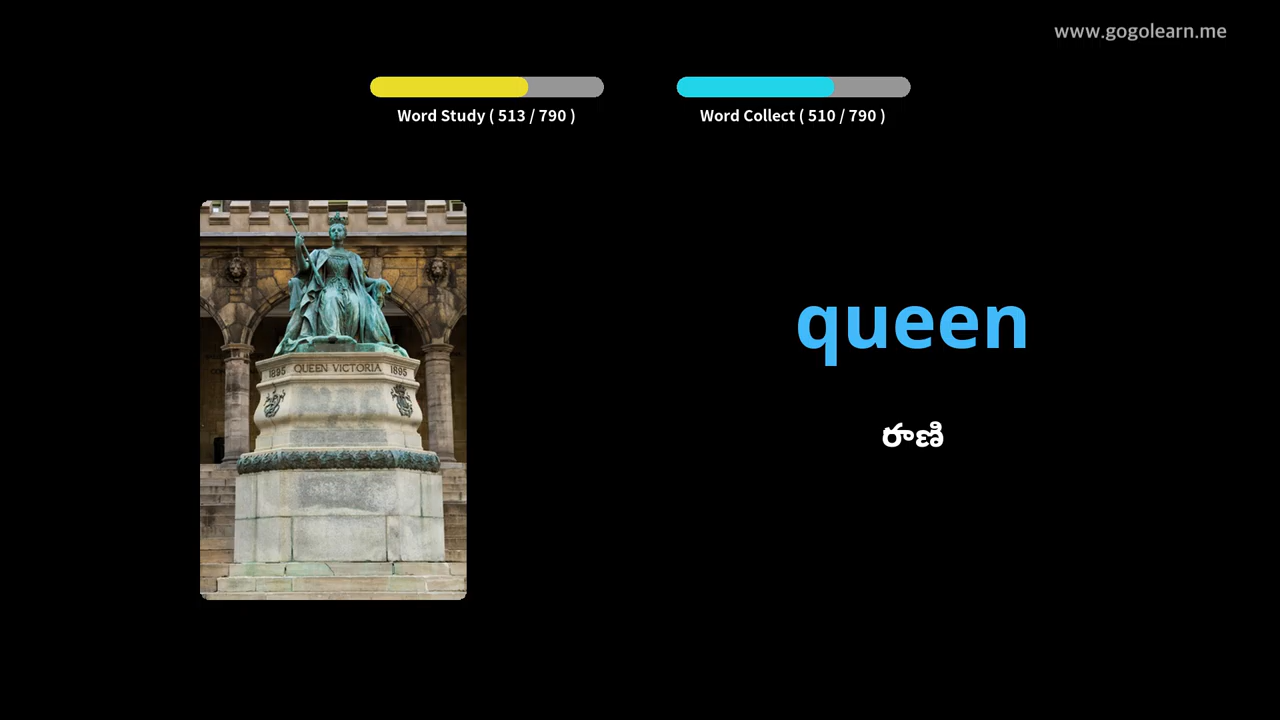 www.gogolearn.me
Word Study ( 513 / 790 )
Word Collect ( 510 / 790 )
1895 QUEEN VICTORIA 1895
queen
రాణి